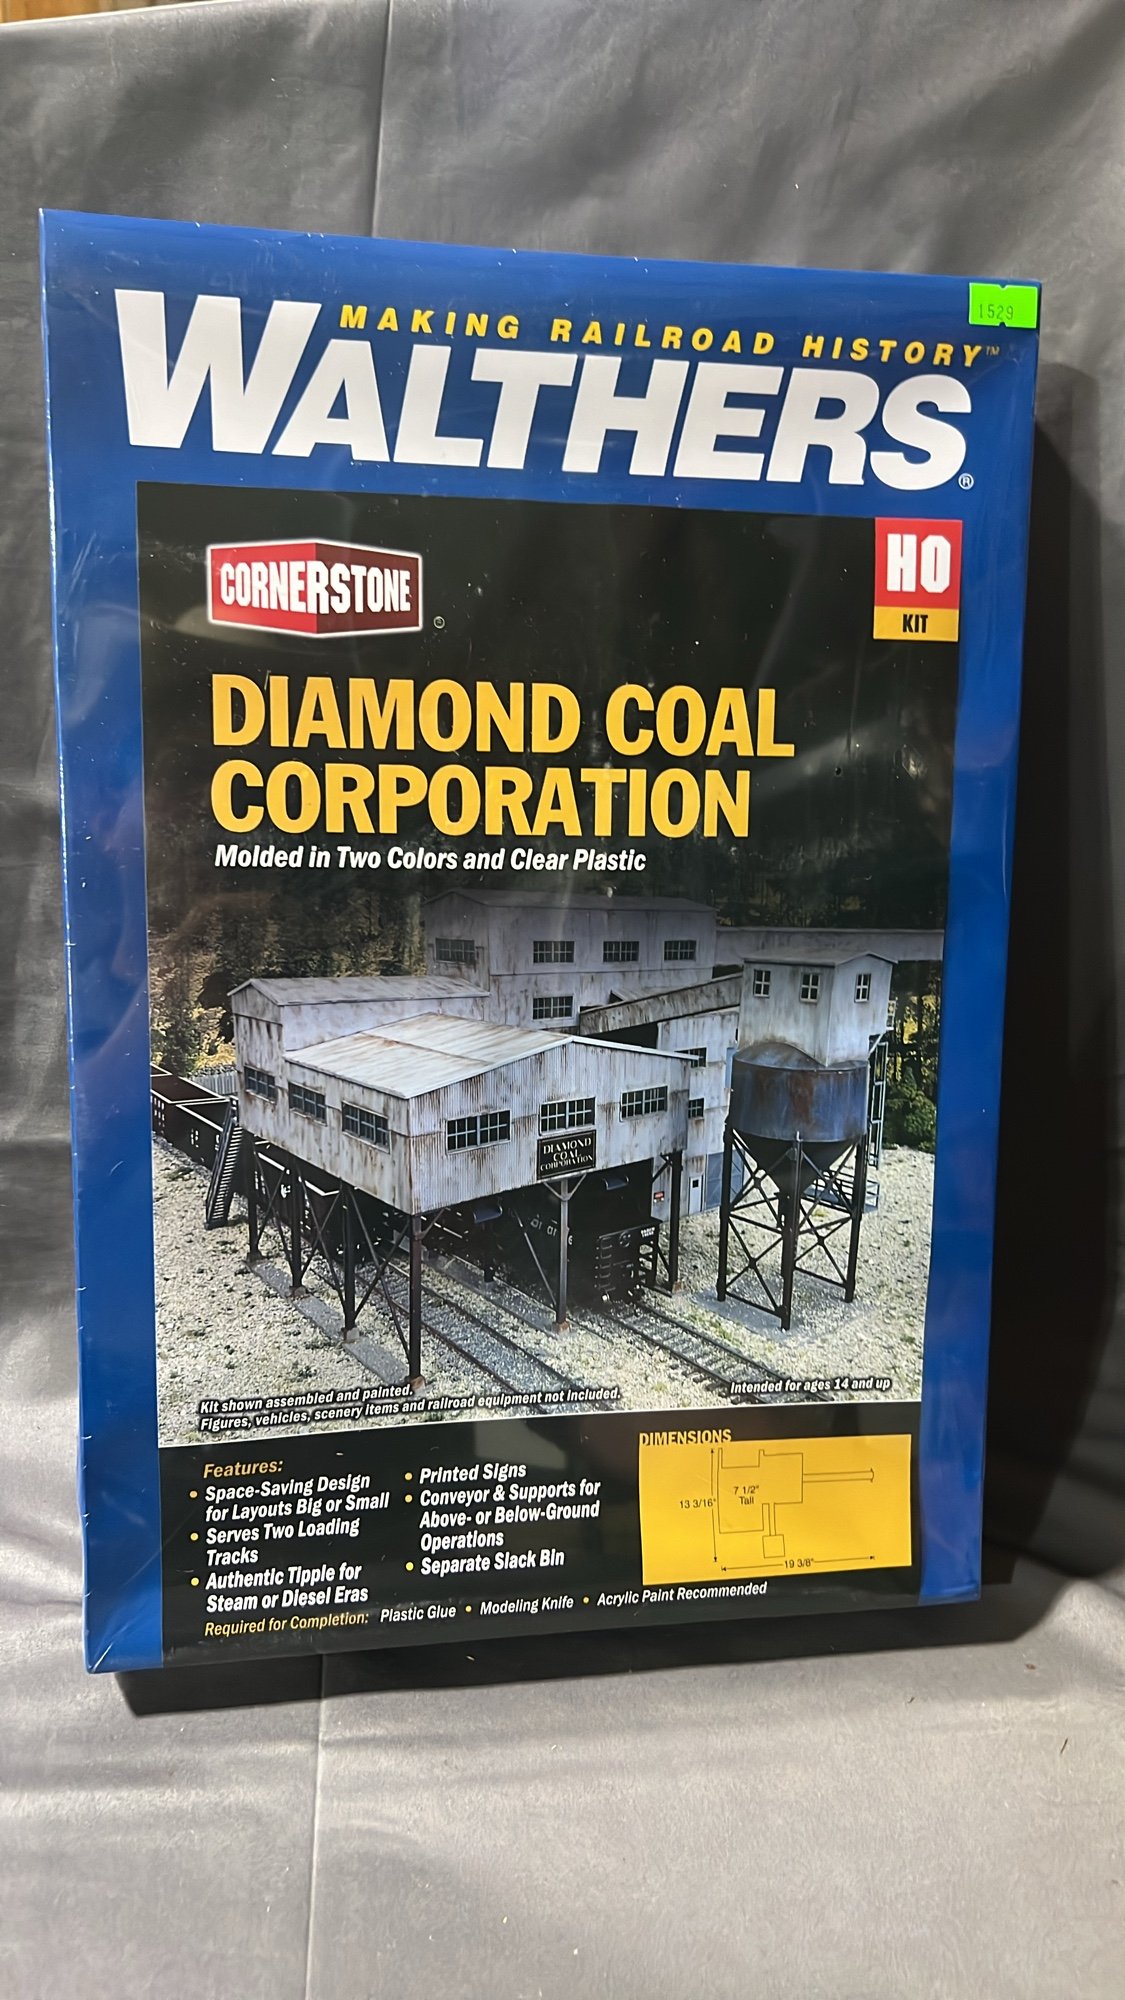 1529
MAKING RAILROAD HISTORY™
WALTHERS®
CORNERSTONE®
HO
KIT
DIAMOND COAL
CORPORATION
Molded in Two Colors and Clear Plastic
DIAMOND
COAL
CORPORATION
Kit shown assembled and painted.
Figures, vehicles, scenery items and railroad equipment not included.
Intended for ages 14 and up
Features:
• Space-Saving Design
for Layouts Big or Small
• Serves Two Loading
Tracks
• Authentic Tipple for
Steam or Diesel Eras
• Printed Signs
• Conveyor & Supports for
Above- or Below-Ground
Operations
• Separate Slack Bin
DIMENSIONS
13 3/16"
7 1/2"
Tall
19 3/8"
Required for Completion: Plastic Glue • Modeling Knife • Acrylic Paint Recommended